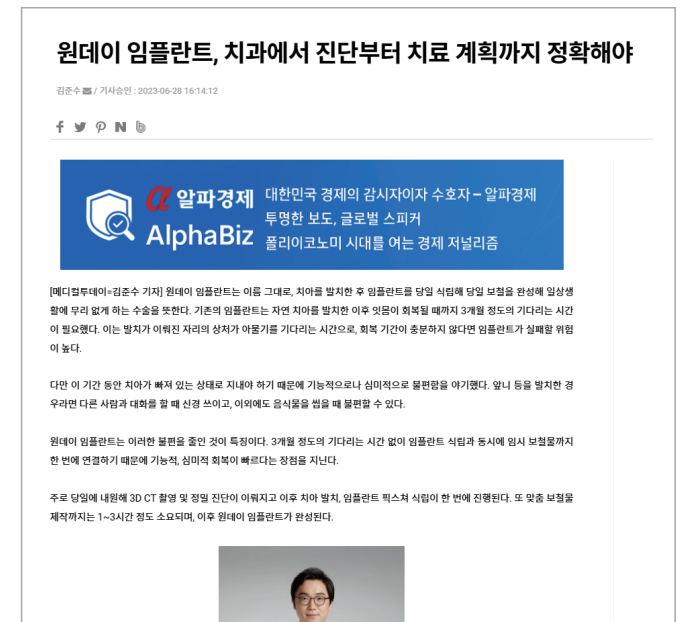 원데이 임플란트, 치과에서 진단부터 치료 계획까지 정확해야
김준수 / 기사승인 : 2023-06-28 16:14:12
α 알파경제
AlphaBiz
대한민국 경제의 감시자이자 수호자 – 알파경제
투명한 보도, 글로벌 스피커
폴리이코노미 시대를 여는 경제 저널리즘
[메디컬투데이=김준수 기자] 원데이 임플란트는 이름 그대로, 치아를 발치한 후 임플란트를 당일 식립해 당일 보철을 완성해 일상생
활에 무리 없게 하는 수술을 뜻한다. 기존의 임플란트는 자연 치아를 발치한 이후 잇몸이 회복될 때까지 3개월 정도의 기다리는 시간
이 필요했다. 이는 발치가 이뤄진 자리의 상처가 아물기를 기다리는 시간으로, 회복 기간이 충분하지 않다면 임플란트가 실패할 위험
이 높다.
다만 이 기간 동안 치아가 빠져 있는 상태로 지내야 하기 때문에 기능적으로나 심미적으로 불편함을 야기했다. 앞니 등을 발치한 경
우라면 다른 사람과 대화를 할 때 신경 쓰이고, 이외에도 음식물을 씹을 때 불편할 수 있다.
원데이 임플란트는 이러한 불편을 줄인 것이 특징이다. 3개월 정도의 기다리는 시간 없이 임플란트 식립과 동시에 임시 보철물까지
한 번에 연결하기 때문에 기능적, 심미적 회복이 빠르다는 장점을 지닌다.
주로 당일에 내원해 3D CT 촬영 및 정밀 진단이 이뤄지고 이후 치아 발치, 임플란트 픽스쳐 식립이 한 번에 진행된다. 또 맞춤 보철물
제작까지는 1~3시간 정도 소요되며, 이후 원데이 임플란트가 완성된다.